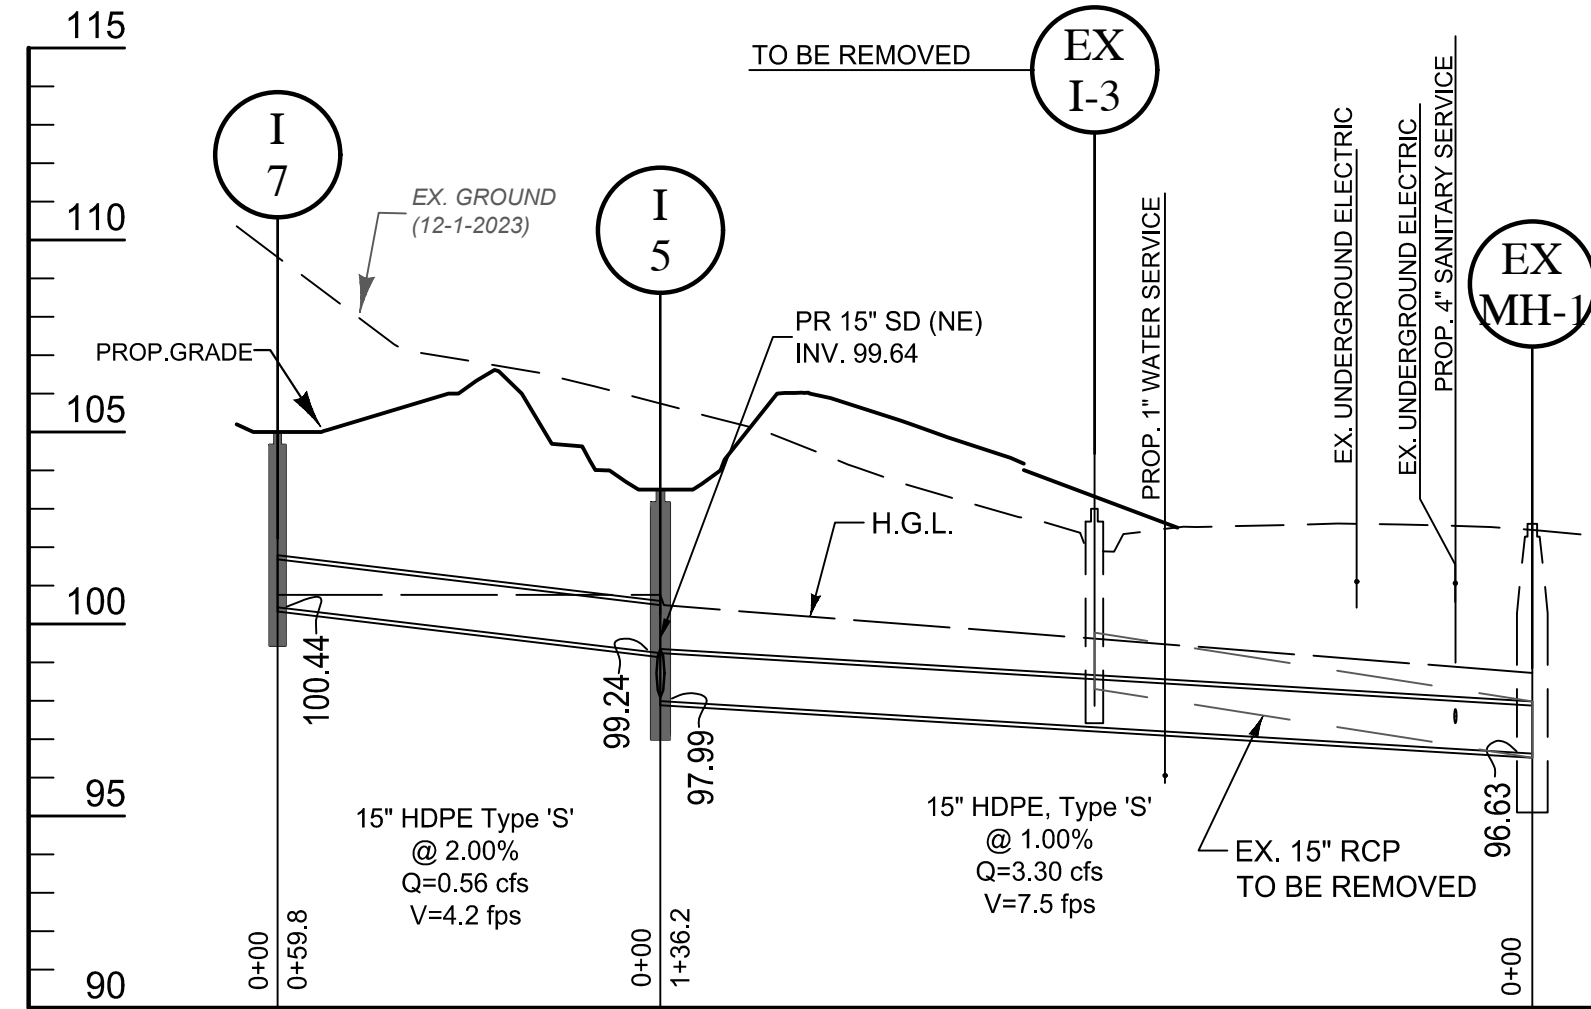 115
110
105
100
95
90
I
7
I
5
EX
I-3
EX
MH-1
TO BE REMOVED
EX. GROUND
(12-1-2023)
PROP.GRADE
PR 15" SD (NE)
INV. 99.64
H.G.L.
PROP. 1" WATER SERVICE
EX. UNDERGROUND ELECTRIC
EX. UNDERGROUND ELECTRIC
PROP. 4" SANITARY SERVICE
100.44
99.24
97.99
96.63
15" HDPE Type 'S'
@ 2.00%
Q=0.56 cfs
V=4.2 fps
15" HDPE, Type 'S'
@ 1.00%
Q=3.30 cfs
V=7.5 fps
EX. 15" RCP
TO BE REMOVED
0+00
0+59.8
0+00
1+36.2
0+00